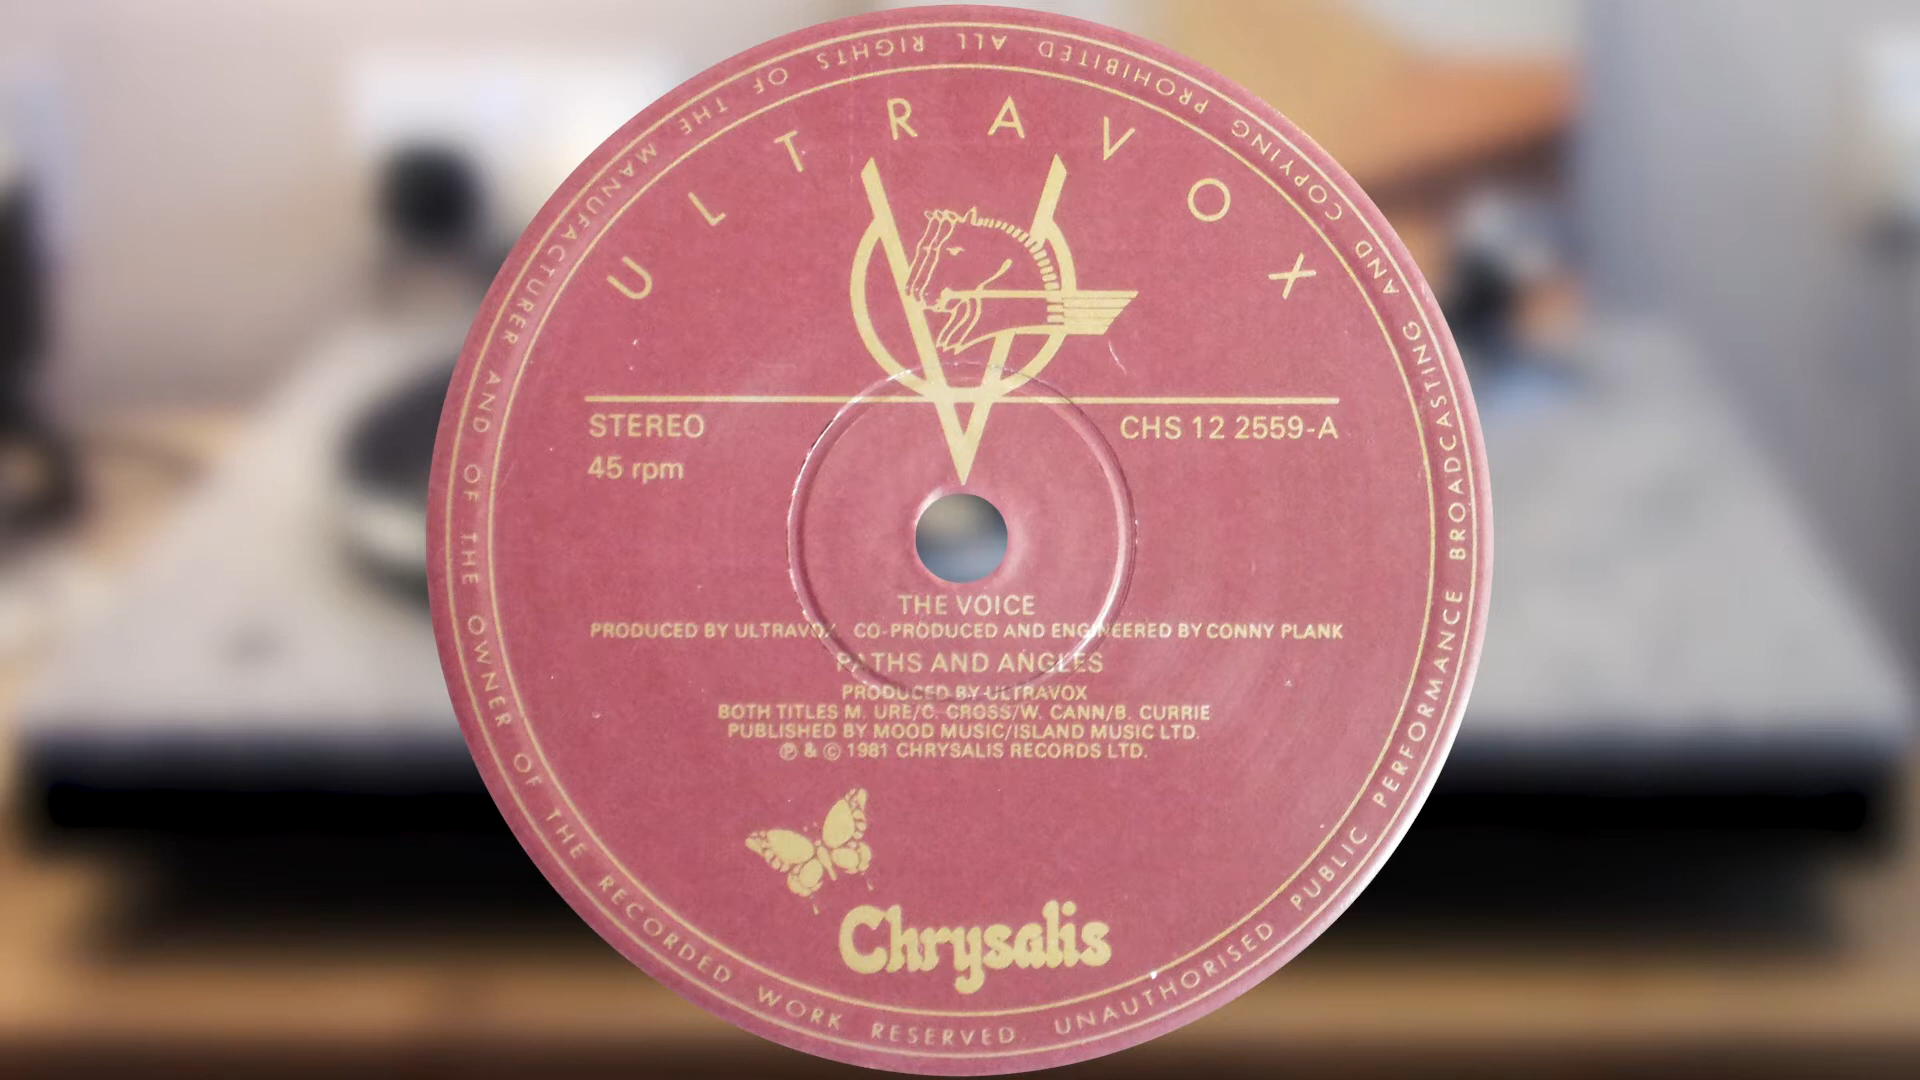 ALL RIGHTS OF THE MANUFACTURER AND OF THE OWNER OF THE RECORDED WORK RESERVED. UNAUTHORISED PUBLIC PERFORMANCE BROADCASTING AND COPYING PROHIBITED.
ULTRAVOX
STEREO
CHS 12 2559-A
45 rpm
THE VOICE
PRODUCED BY ULTRAVOX CO-PRODUCED AND ENGINEERED BY CONNY PLANK
PATHS AND ANGLES
PRODUCED BY ULTRAVOX
BOTH TITLES M. URE/C. CROSS/W. CANN/B. CURRIE
PUBLISHED BY MOOD MUSIC/ISLAND MUSIC LTD.
℗ & © 1981 CHRYSALIS RECORDS LTD.
Chrysalis